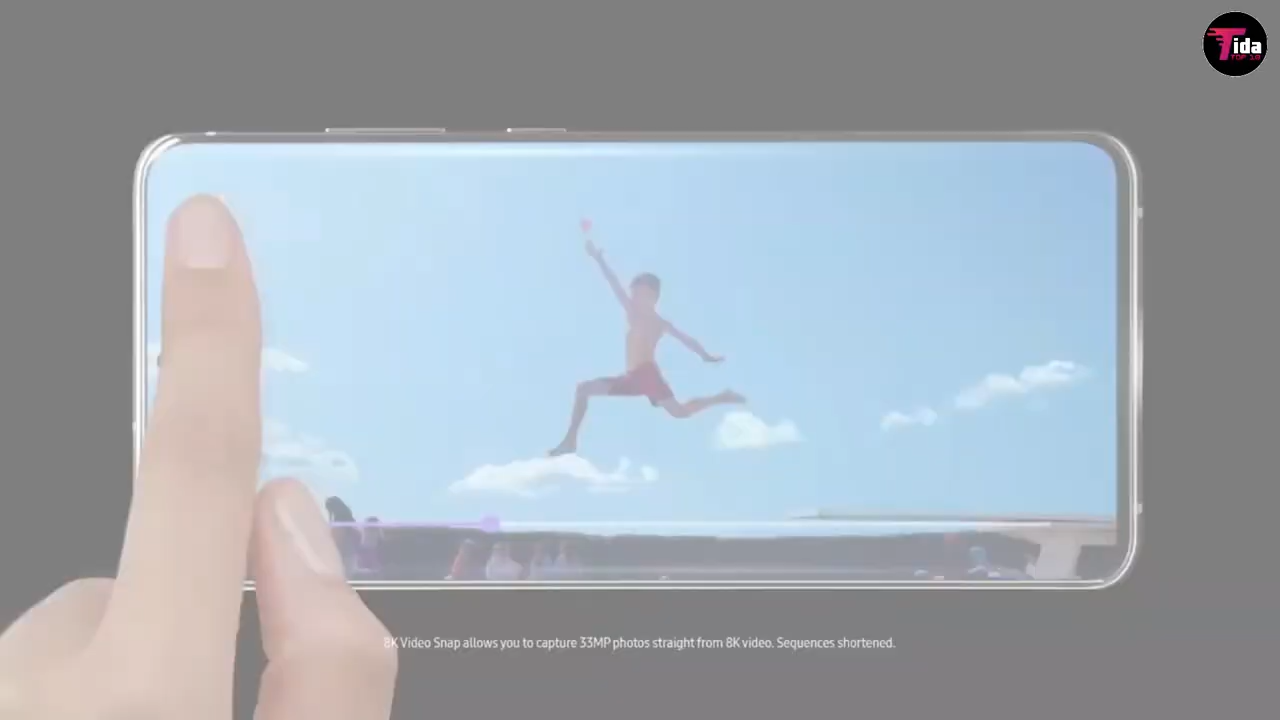 Tida
TOP 10
8K Video Snap allows you to capture 33MP photos straight from 8K video. Sequences shortened.